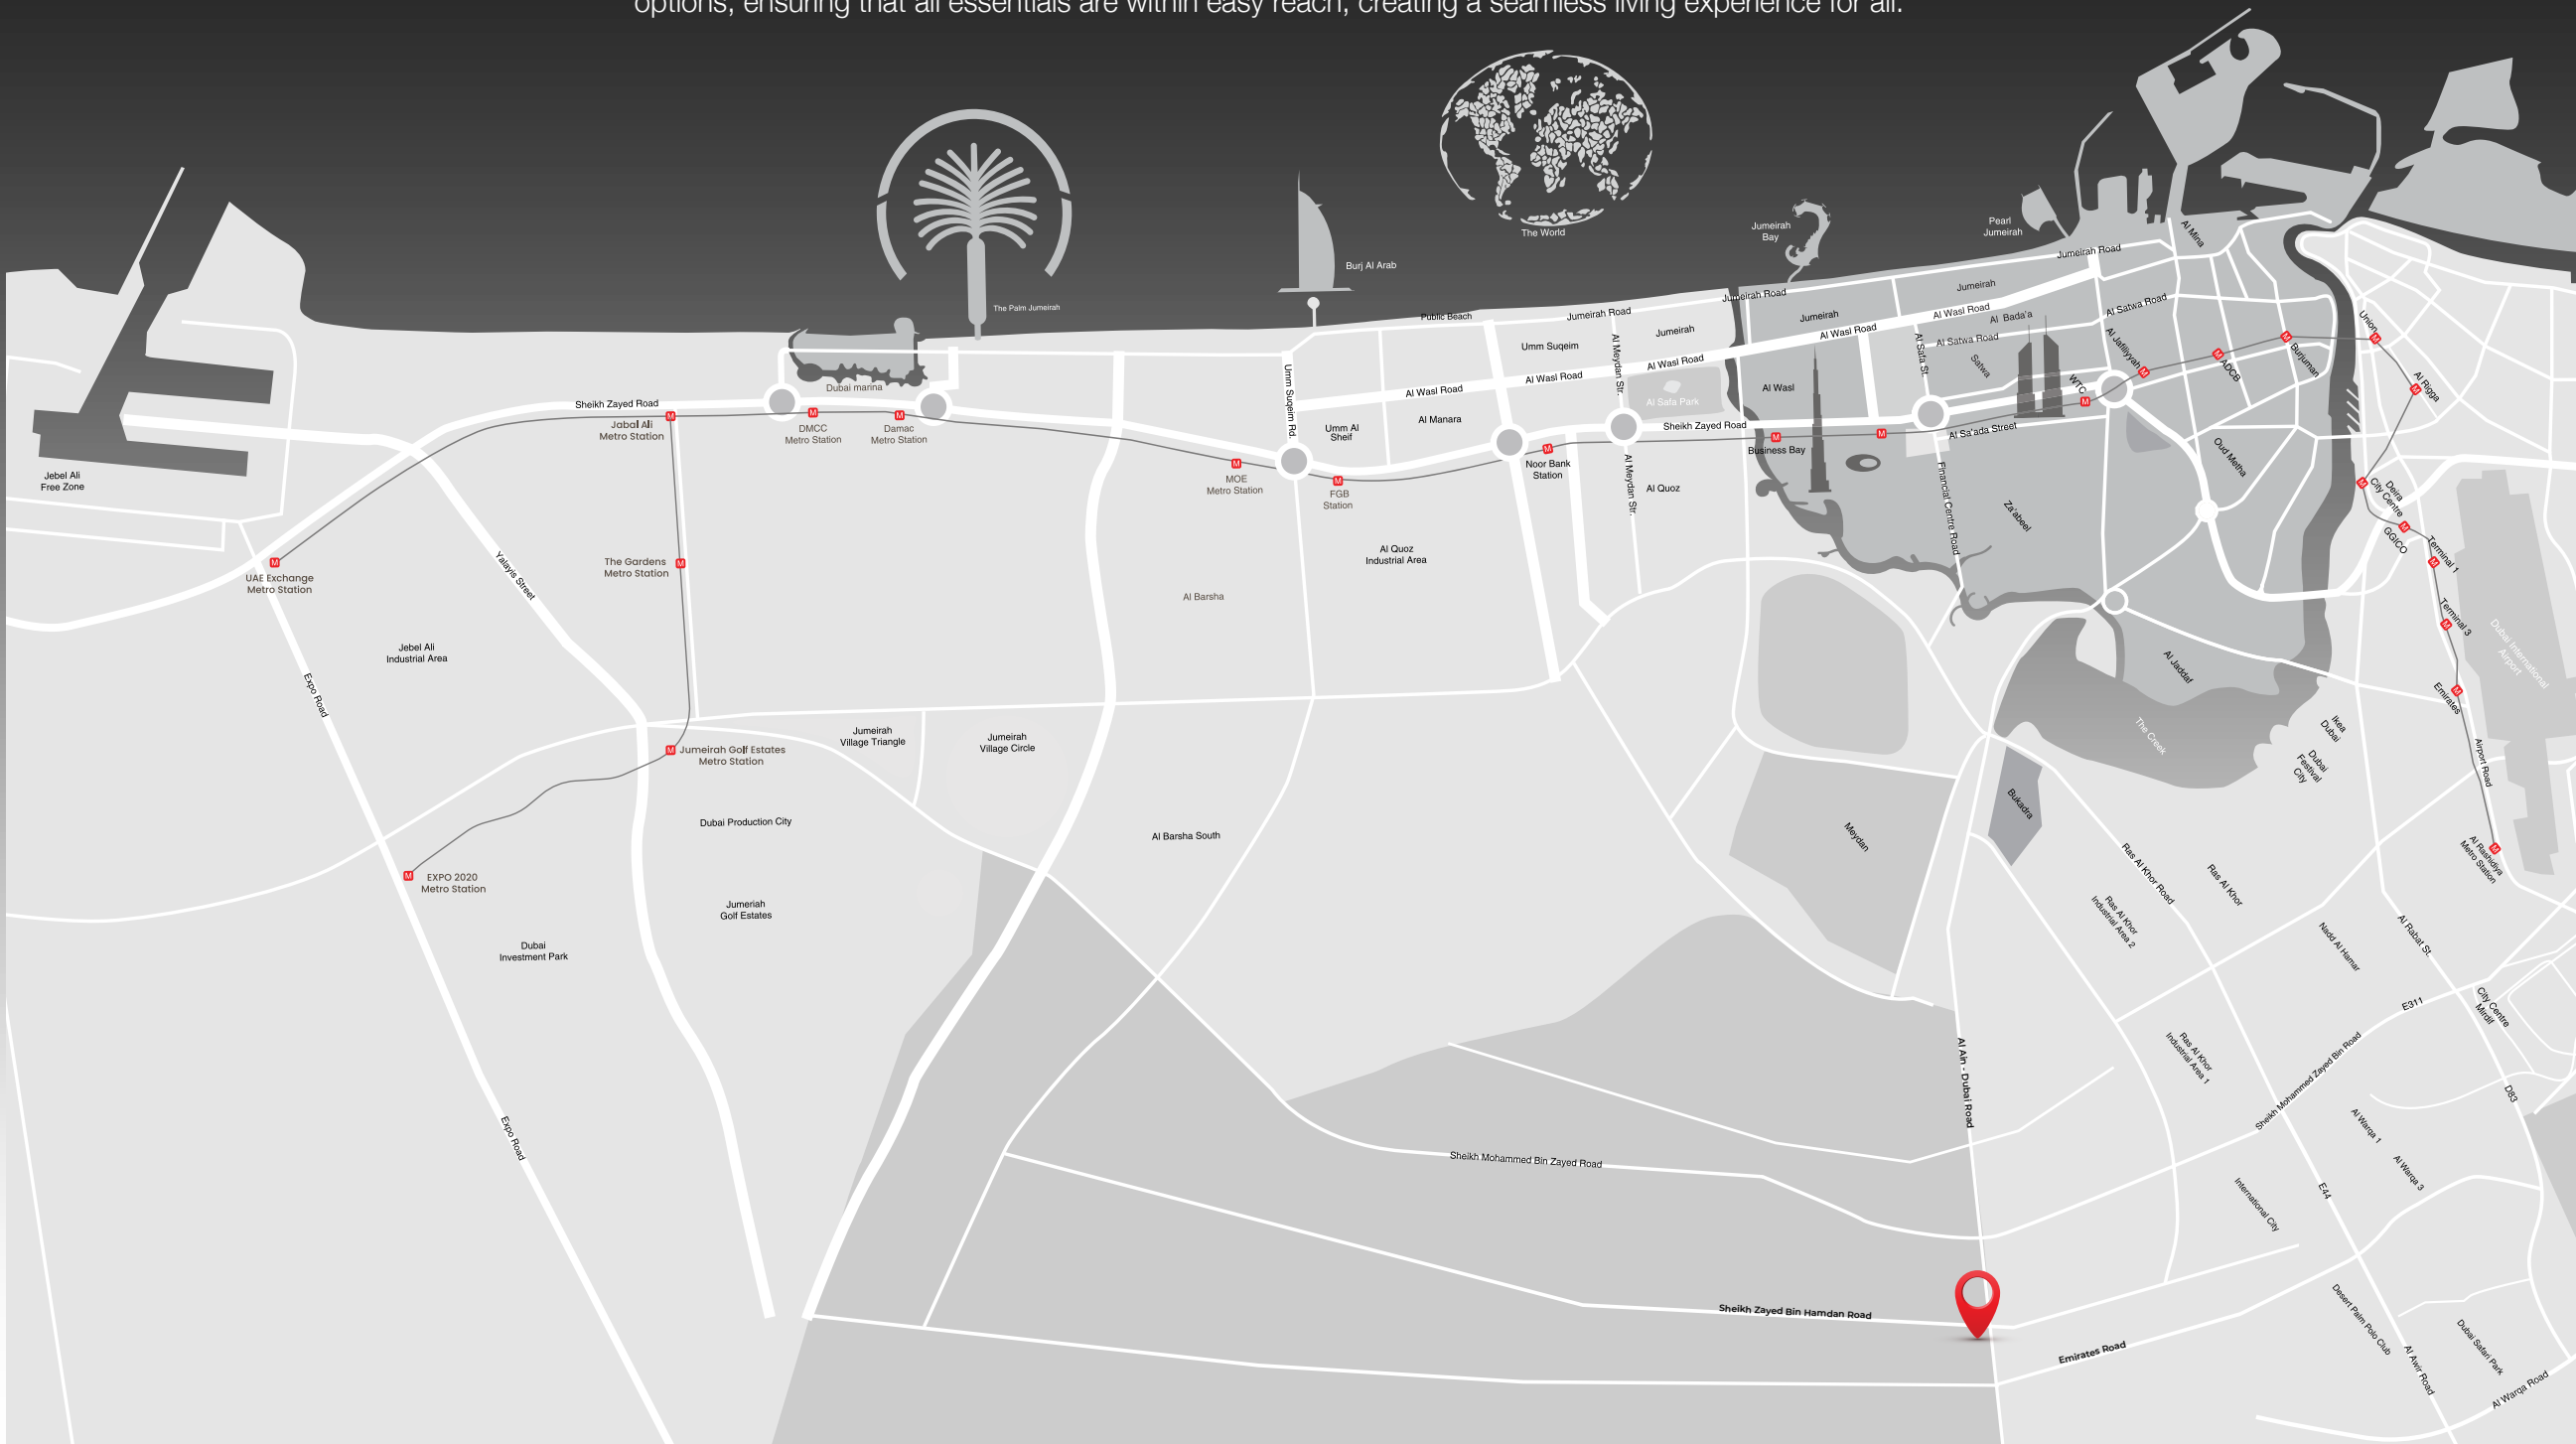 options, ensuring that all essentials are within easy reach, creating a seamless living experience for all.
The World
Jumeirah
Bay
Pearl
Jumeirah
Burj Al Arab
The Palm Jumeirah
Al Mina
Jumeirah Road
Jumeirah Road
Jumeirah Road
Public Beach
Jumeirah
Jumeirah
Jumeirah
Al Wasl Road
Al Wasl Road
Al Wasl Road
Al Wasl Road
Al Wasl Road
Al Bada'a
Al Satwa Road
Al Satwa Road
Satwa
Al Safa St.
Al Jafiliyyah
WTC
ADCB
Burjuman
Union
Al Rigga
Umm Suqeim
Al Meydan Str.
Al Safa Park
Al Wasl
Dubai marina
Umm Suqeim Rd.
Sheikh Zayed Road
Jabal Ali
Metro Station
DMCC
Metro Station
Damac
Metro Station
Umm Al
Sheif
Al Manara
Sheikh Zayed Road
Al Sa'ada Street
Business Bay
Oud Metha
MOE
Metro Station
FGB
Station
Noor Bank
Station
Al Meydan Str.
Al Quoz
Financial Centre Road
Za'abeel
Deira
City Centre
GGICO
Terminal 1
Terminal 3
Dubai International
Airport
Emirates
Airport Road
Al Rashidiya
Metro Station
Jebel Ali
Free Zone
UAE Exchange
Metro Station
Yalayis Street
The Gardens
Metro Station
Al Quoz
Industrial Area
Al Barsha
Jebel Ali
Industrial Area
Expo Road
Al Jaddaf
The Creek
Ikea
Dubai
Dubai
Festival
City
Jumeirah Golf Estates
Metro Station
Jumeirah
Village Triangle
Jumeirah
Village Circle
Bukadra
Meydan
Dubai Production City
Al Barsha South
EXPO 2020
Metro Station
Jumeriah
Golf Estates
Dubai
Investment Park
Ras Al Khor Road
Ras Al Khor
Ras Al Khor
Industrial Area 2
Nadd Al Hamar
Al Rabat St.
E311
City Centre
Mirdif
Al Ain - Dubai Road
Ras Al Khor
Industrial Area 1
Sheikh Mohammed Bin Zayed Bin Road
D83
Al Warqa 1
Al Warqa 3
Expo Road
Sheikh Mohammed Bin Zayed Road
International City
E44
Sheikh Zayed Bin Hamdan Road
Emirates Road
Desert Palm Polo Club
Dubai Safari Park
Al Awir Road
Al Warqa Road